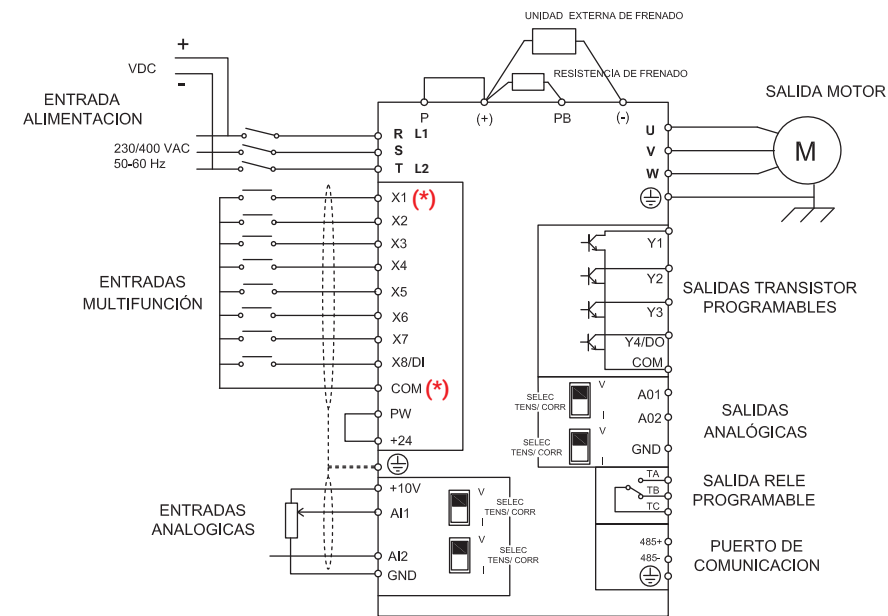 UNIDAD EXTERNA DE FRENADO
+
VDC
-
RESISTENCIA DE FRENADO
ENTRADA
ALIMENTACION
SALIDA MOTOR
P
(+)
PB
(-)
R L1
S
T L2
230/400 VAC
50-60 Hz
U
V
W
M
X1 (*)
X2
X3
X4
X5
X6
X7
X8/DI
COM (*)
PW
+24
ENTRADAS
MULTIFUNCIÓN
Y1
Y2
Y3
Y4/DO
COM
SALIDAS TRANSISTOR
PROGRAMABLES
SELEC
TENS/ CORR
V
I
SELEC
TENS/ CORR
V
I
A01
A02
GND
SALIDAS
ANALÓGICAS
+10V
AI1
AI2
GND
ENTRADAS
ANALOGICAS
V
I
SELEC
TENS/ CORR
V
I
SELEC
TENS/ CORR
TA
TB
TC
SALIDA RELE
PROGRAMABLE
485+
485-
PUERTO DE
COMUNICACION